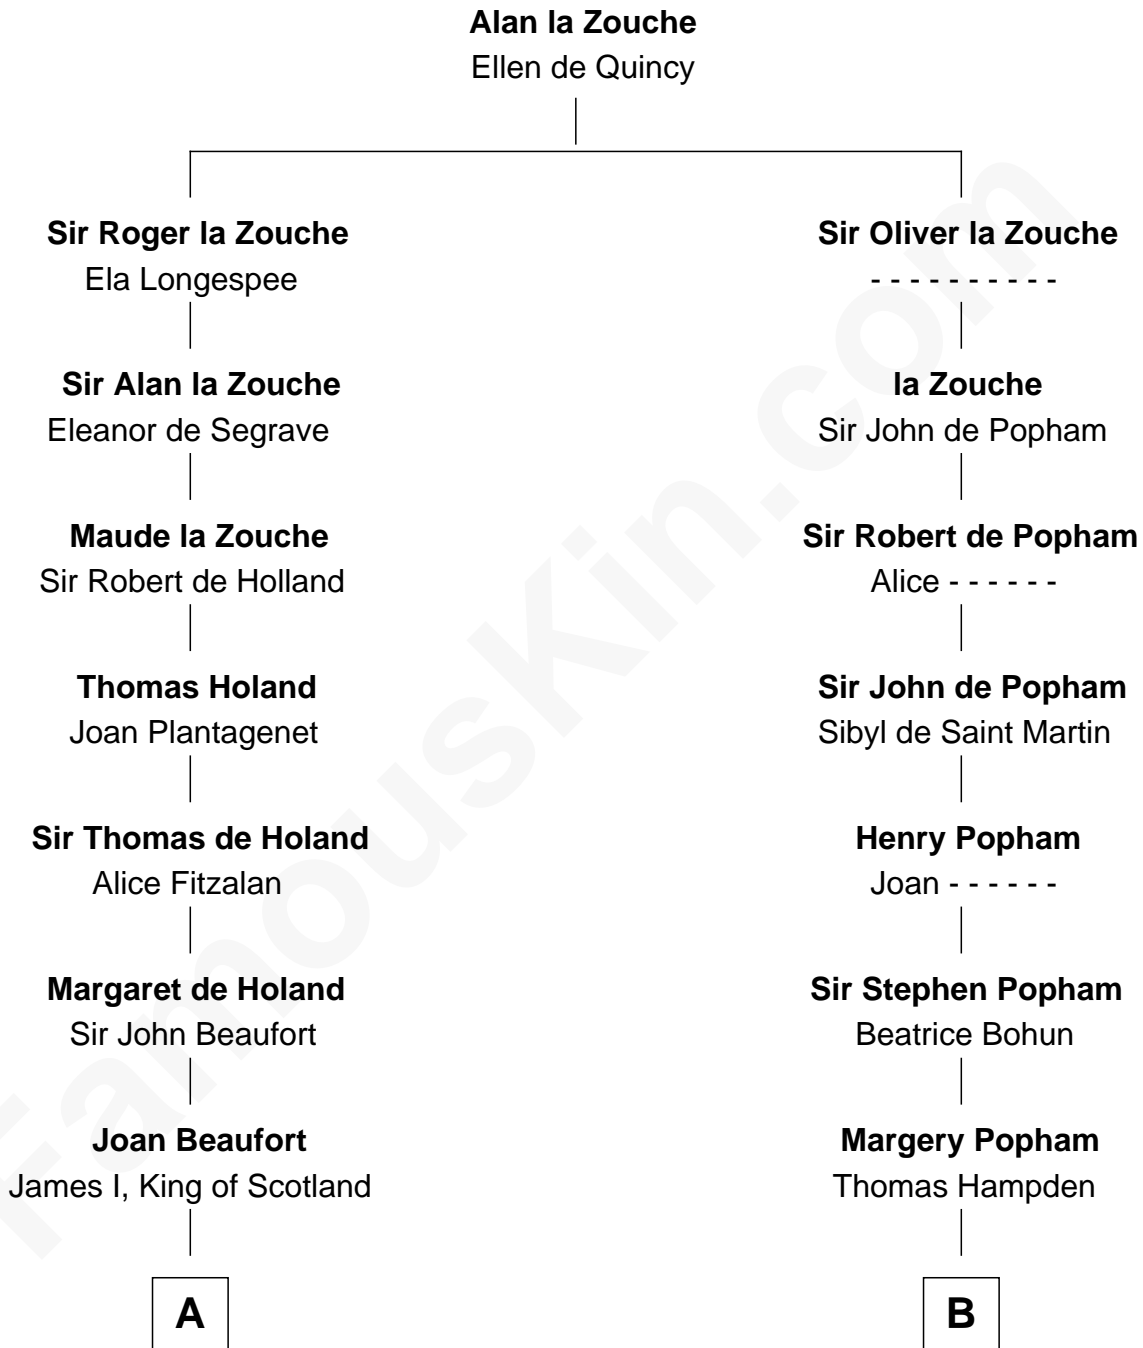 Alan la Zouche
Ellen de Quincy
Sir Roger la Zouche
Ela Longespee
Sir Oliver la Zouche
- - - - - - - - - -
Sir Alan la Zouche
Eleanor de Segrave
la Zouche
Sir John de Popham
Maude la Zouche
Sir Robert de Holland
Sir Robert de Popham
Alice - - - - - -
Thomas Holand
Joan Plantagenet
Sir John de Popham
Sibyl de Saint Martin
Sir Thomas de Holand
Alice Fitzalan
Henry Popham
Joan - - - - - -
Margaret de Holand
Sir John Beaufort
Sir Stephen Popham
Beatrice Bohun
Joan Beaufort
James I, King of Scotland
Margery Popham
Thomas Hampden
A
B
FamousKin.com